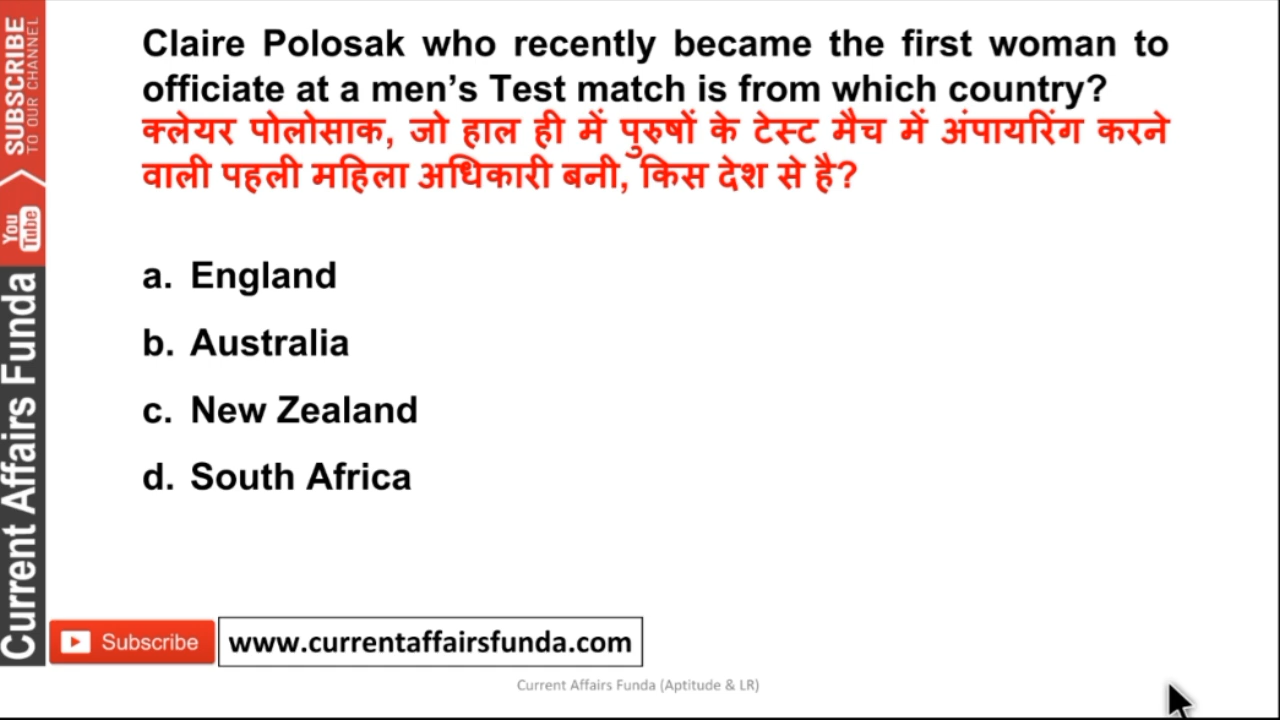 Claire Polosak who recently became the first woman to
officiate at a men’s Test match is from which country?
क्लेयर पोलोसाक, जो हाल ही में पुरुषों के टेस्ट मैच में अंपायरिंग करने
वाली पहली महिला अधिकारी बनी, किस देश से है?
a. England
b. Australia
c. New Zealand
d. South Africa
SUBSCRIBE
TO OUR CHANNEL
You
Tube
Current Affairs Funda
Subscribe
www.currentaffairsfunda.com
Current Affairs Funda (Aptitude & LR)